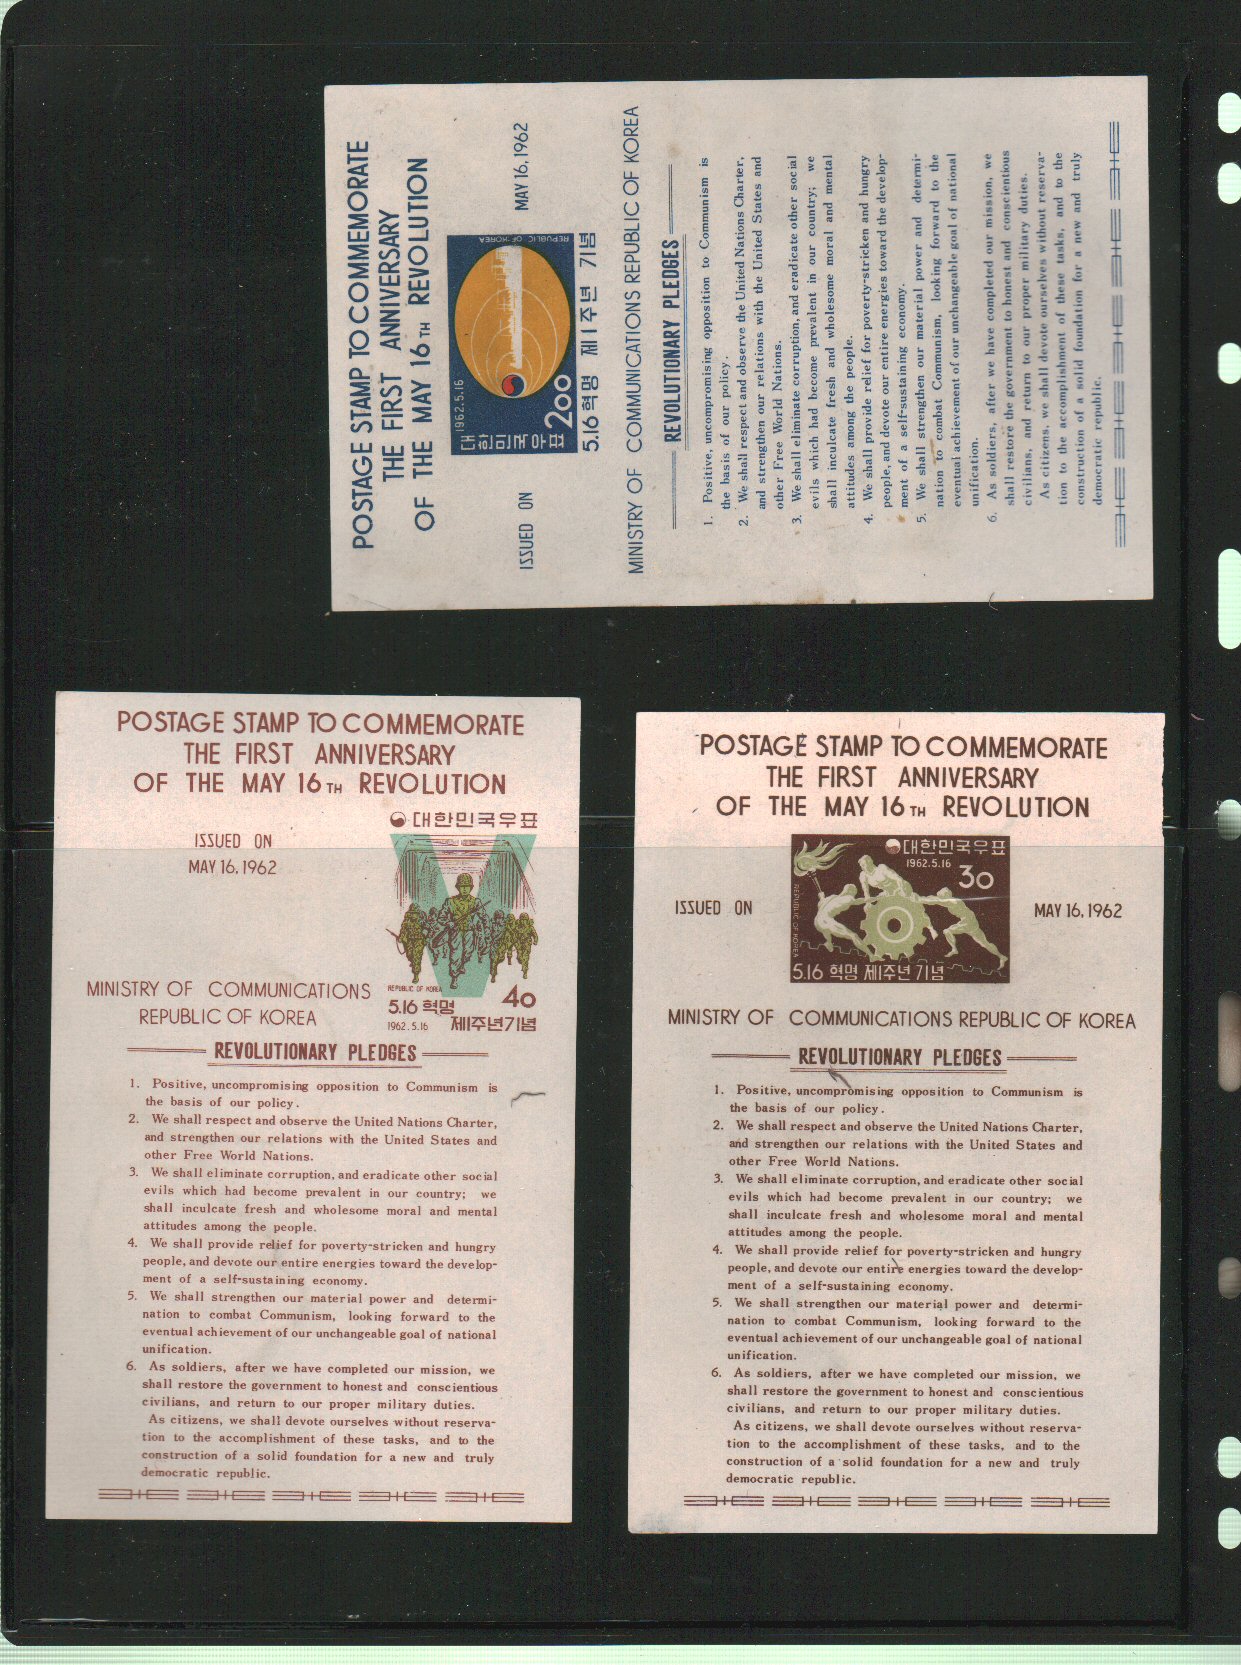 POSTAGE STAMP TO COMMEMORATE
THE FIRST ANNIVERSARY
OF THE MAY 16TH REVOLUTION
1962.5.16
대한민국우표
REPUBLIC OF KOREA
200
5.16 혁명 제1주년 기념
ISSUED ON
MAY 16, 1962
MINISTRY OF COMMUNICATIONS REPUBLIC OF KOREA
REVOLUTIONARY PLEDGES
1. Positive, uncompromising opposition to Communism is
the basis of our policy.
2. We shall respect and observe the United Nations Charter,
and strengthen our relations with the United States and
other Free World Nations.
3. We shall eliminate corruption, and eradicate other social
evils which had become prevalent in our country; we
shall inculcate fresh and wholesome moral and mental
attitudes among the people.
4. We shall provide relief for poverty-stricken and hungry
people, and devote our entire energies toward the develop-
ment of a self-sustaining economy.
5. We shall strengthen our material power and determi-
nation to combat Communism, looking forward to the
eventual achievement of our unchangeable goal of national
unification.
6. As soldiers, after we have completed our mission, we
shall restore the government to honest and conscientious
civilians, and return to our proper military duties.
As citizens, we shall devote ourselves without reserva-
tion to the accomplishment of these tasks, and to the
construction of a solid foundation for a new and truly
democratic republic.
POSTAGE STAMP TO COMMEMORATE
THE FIRST ANNIVERSARY
OF THE MAY 16TH REVOLUTION
ISSUED ON
MAY 16, 1962
대한민국우표
REPUBLIC OF KOREA
40
5.16 혁명
1962.5.16 제1주년기념
MINISTRY OF COMMUNICATIONS
REPUBLIC OF KOREA
REVOLUTIONARY PLEDGES
1. Positive, uncompromising opposition to Communism is
the basis of our policy.
2. We shall respect and observe the United Nations Charter,
and strengthen our relations with the United States and
other Free World Nations.
3. We shall eliminate corruption, and eradicate other social
evils which had become prevalent in our country; we
shall inculcate fresh and wholesome moral and mental
attitudes among the people.
4. We shall provide relief for poverty-stricken and hungry
people, and devote our entire energies toward the develop-
ment of a self-sustaining economy.
5. We shall strengthen our material power and determi-
nation to combat Communism, looking forward to the
eventual achievement of our unchangeable goal of national
unification.
6. As soldiers, after we have completed our mission, we
shall restore the government to honest and conscientious
civilians, and return to our proper military duties.
As citizens, we shall devote ourselves without reserva-
tion to the accomplishment of these tasks, and to the
construction of a solid foundation for a new and truly
democratic republic.
POSTAGE STAMP TO COMMEMORATE
THE FIRST ANNIVERSARY
OF THE MAY 16TH REVOLUTION
대한민국우표
1962.5.16
30
REPUBLIC OF KOREA
5.16 혁명 제1주년 기념
ISSUED ON
MAY 16, 1962
MINISTRY OF COMMUNICATIONS REPUBLIC OF KOREA
REVOLUTIONARY PLEDGES
1. Positive, uncompromising opposition to Communism is
the basis of our policy.
2. We shall respect and observe the United Nations Charter,
and strengthen our relations with the United States and
other Free World Nations.
3. We shall eliminate corruption, and eradicate other social
evils which had become prevalent in our country; we
shall inculcate fresh and wholesome moral and mental
attitudes among the people.
4. We shall provide relief for poverty-stricken and hungry
people, and devote our entire energies toward the develop-
ment of a self-sustaining economy.
5. We shall strengthen our material power and determi-
nation to combat Communism, looking forward to the
eventual achievement of our unchangeable goal of national
unification.
6. As soldiers, after we have completed our mission, we
shall restore the government to honest and conscientious
civilians, and return to our proper military duties.
As citizens, we shall devote ourselves without reserva-
tion to the accomplishment of these tasks, and to the
construction of a solid foundation for a new and truly
democratic republic.